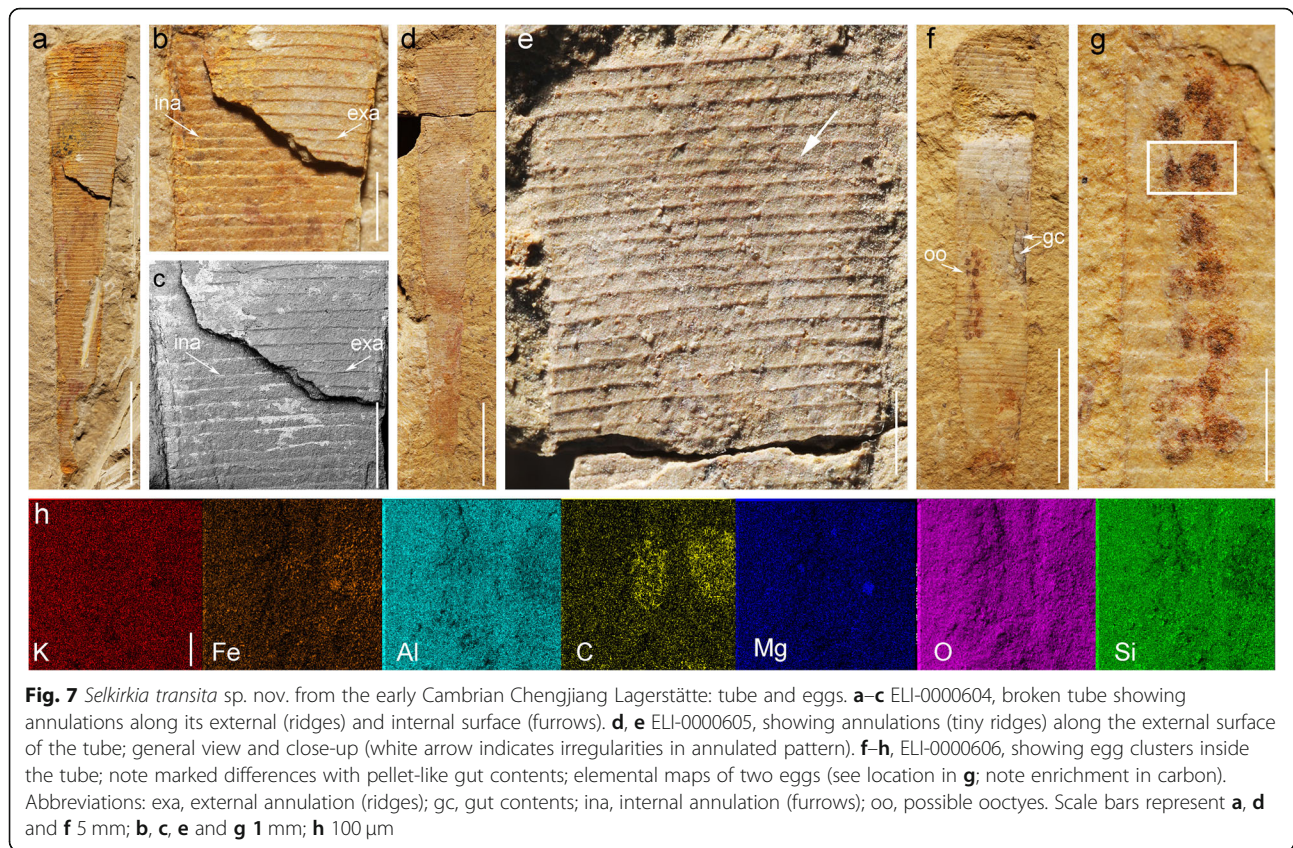 a
b
d
e
f
g
ina
exa
c
ina
exa
gc
oo
h
K
Fe
Al
C
Mg
O
Si
Fig. 7 Selkirkia transita sp. nov. from the early Cambrian Chengjiang Lagerstätte: tube and eggs. a–c ELI-0000604, broken tube showing
annulations along its external (ridges) and internal surface (furrows). d, e ELI-0000605, showing annulations (tiny ridges) along the external surface
of the tube; general view and close-up (white arrow indicates irregularities in annulated pattern). f–h, ELI-0000606, showing egg clusters inside
the tube; note marked differences with pellet-like gut contents; elemental maps of two eggs (see location in g; note enrichment in carbon).
Abbreviations: exa, external annulation (ridges); gc, gut contents; ina, internal annulation (furrows); oo, possible ooctyes. Scale bars represent a, d
and f 5 mm; b, c, e and g 1 mm; h 100 μm